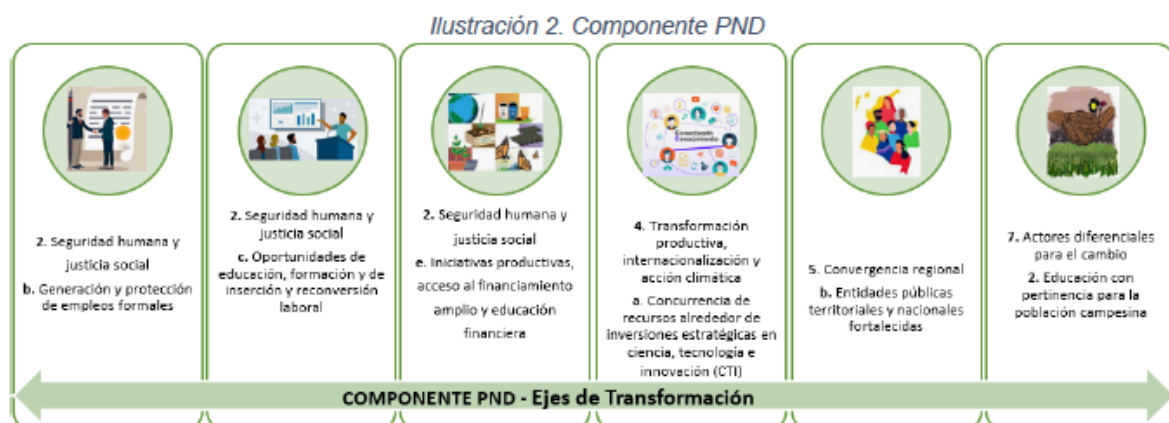 Ilustración 2. Componente PND
2. Seguridad humana y
justicia social
b. Generación y protección
de empleos formales
2. Seguridad humana y
justicia social
c. Oportunidades de
educación, formación y de
inserción y reconversión
laboral
2. Seguridad humana y
justicia social
e. Iniciativas productivas,
acceso al financiamiento
amplio y educación
financiera
Conectando
Conocimiento
4. Transformación
productiva,
internacionalización y
acción climática
a. Concurrencia de
recursos alrededor de
inversiones estratégicas en
ciencia, tecnología e
innovación (CTI)
5. Convergencia regional
b. Entidades públicas
territoriales y nacionales
fortalecidas
7. Actores diferenciales
para el cambio
2. Educación con
pertinencia para la
población campesina
COMPONENTE PND - Ejes de Transformación